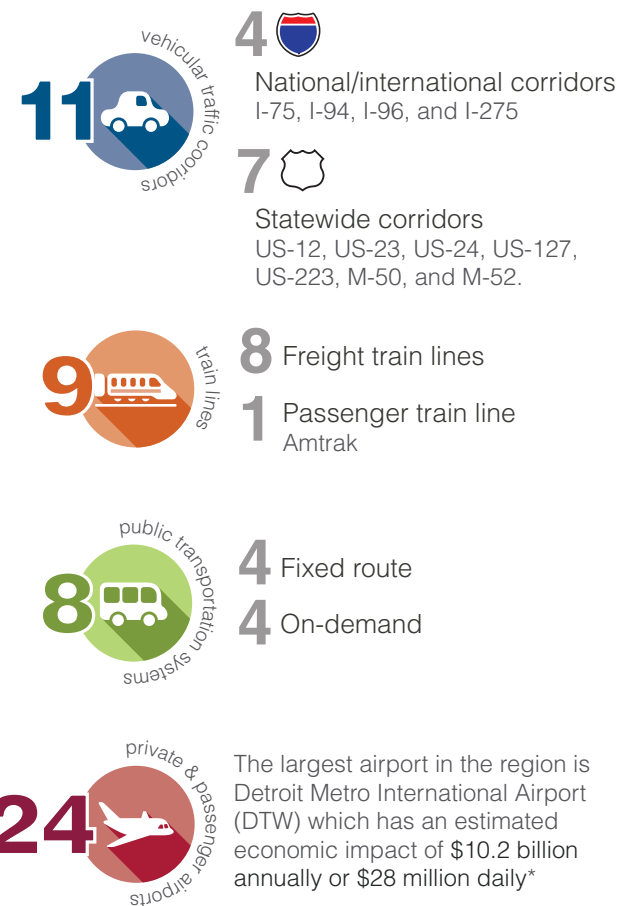 11
vehicular traffic cooridors
4
National/international corridors
I-75, I-94, I-96, and I-275
7
Statewide corridors
US-12, US-23, US-24, US-127,
US-223, M-50, and M-52.
9
train lines
8 Freight train lines
1 Passenger train line
Amtrak
8
public transportation systems
4 Fixed route
4 On-demand
24
private & passenger airports
The largest airport in the region is
Detroit Metro International Airport
(DTW) which has an estimated
economic impact of $10.2 billion
annually or $28 million daily*